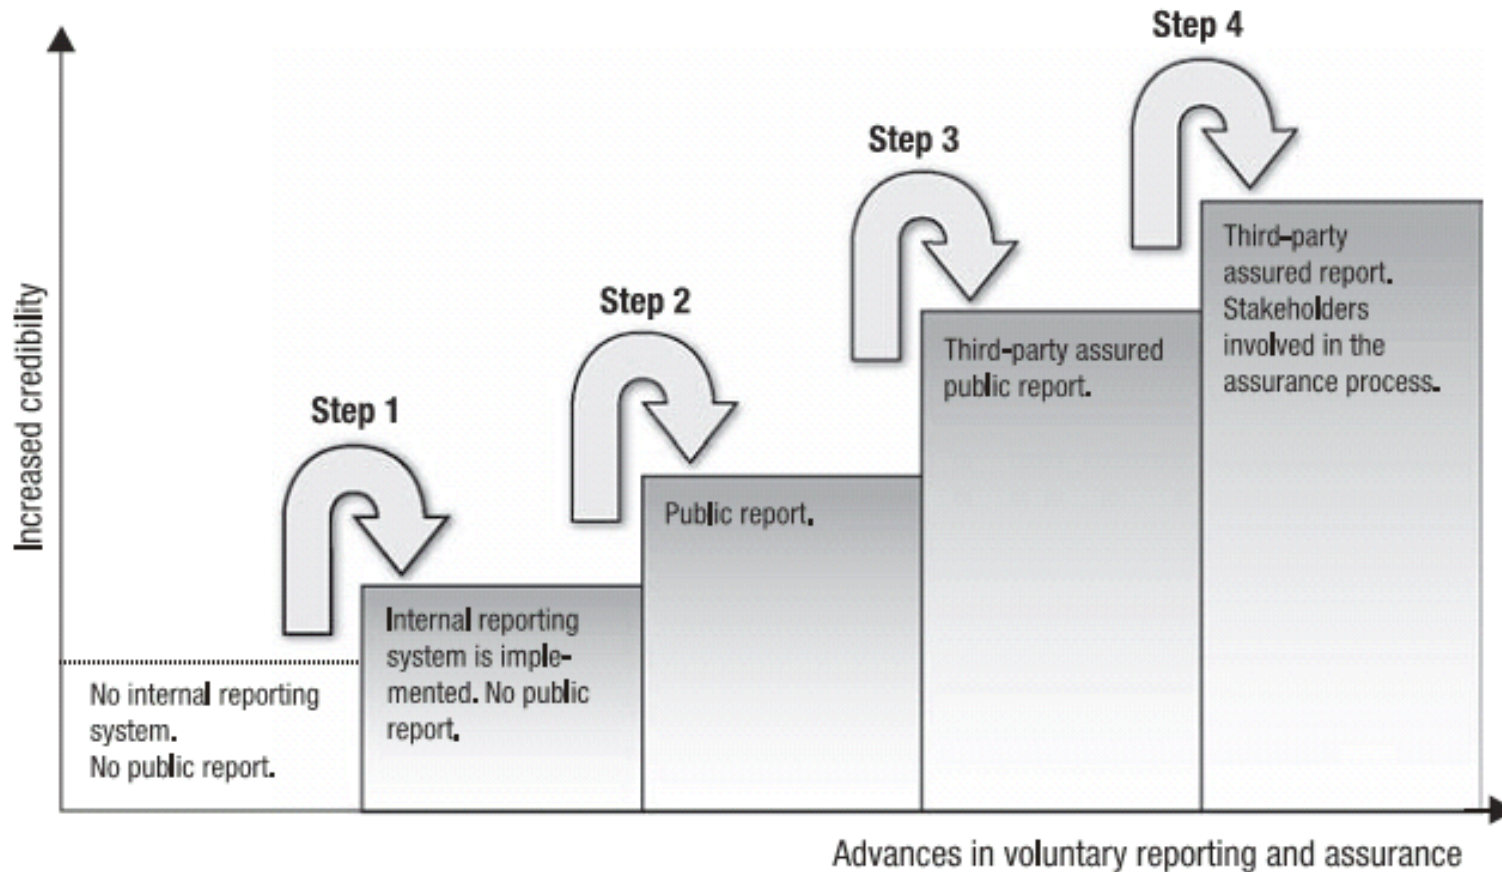 Step 4
Step 3
Third-party
assured report.
Stakeholders
involved in the
assurance process.
Step 2
Third-party assured
public report.
Step 1
Public report.
Internal reporting
system is imple-
mented. No public
report.
No internal reporting
system.
No public report.
Increased credibility
Advances in voluntary reporting and assurance